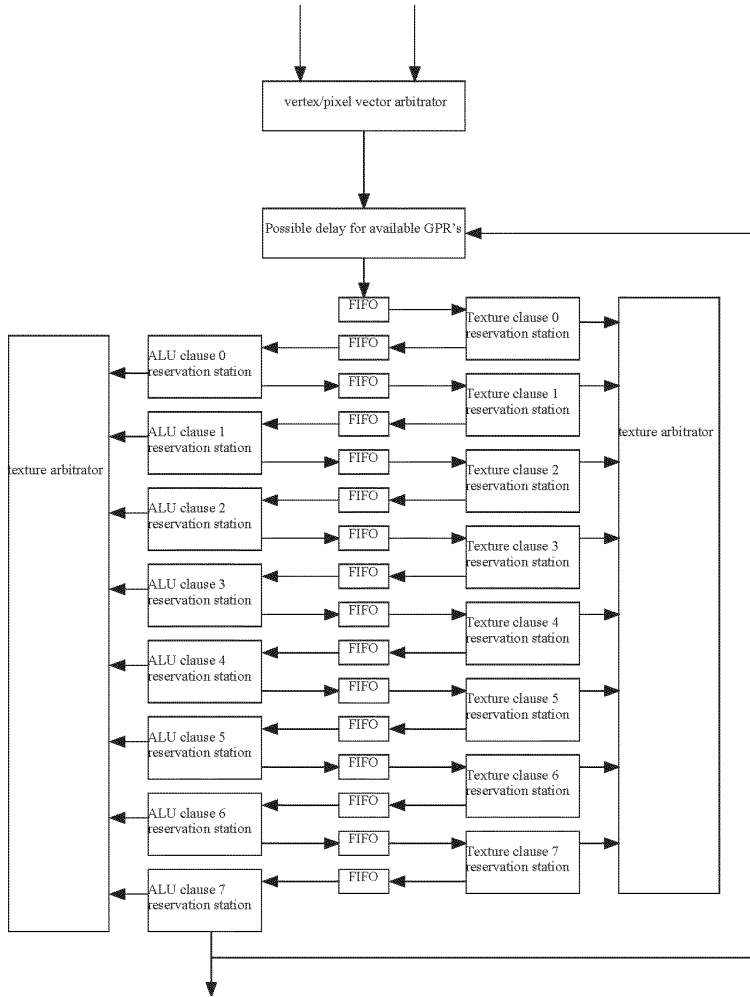 vertex/pixel vector arbitrator
Possible delay for available GPR's
FIFO
Texture clause 0
reservation station
FIFO
ALU clause 0
reservation station
FIFO
Texture clause 1
reservation station
FIFO
ALU clause 1
reservation station
texture arbitrator
texture arbitrator
FIFO
Texture clause 2
reservation station
FIFO
ALU clause 2
reservation station
FIFO
Texture clause 3
reservation station
FIFO
ALU clause 3
reservation station
FIFO
Texture clause 4
reservation station
FIFO
ALU clause 4
reservation station
FIFO
Texture clause 5
reservation station
FIFO
ALU clause 5
reservation station
FIFO
Texture clause 6
reservation station
FIFO
ALU clause 6
reservation station
FIFO
Texture clause 7
reservation station
FIFO
ALU clause 7
reservation station